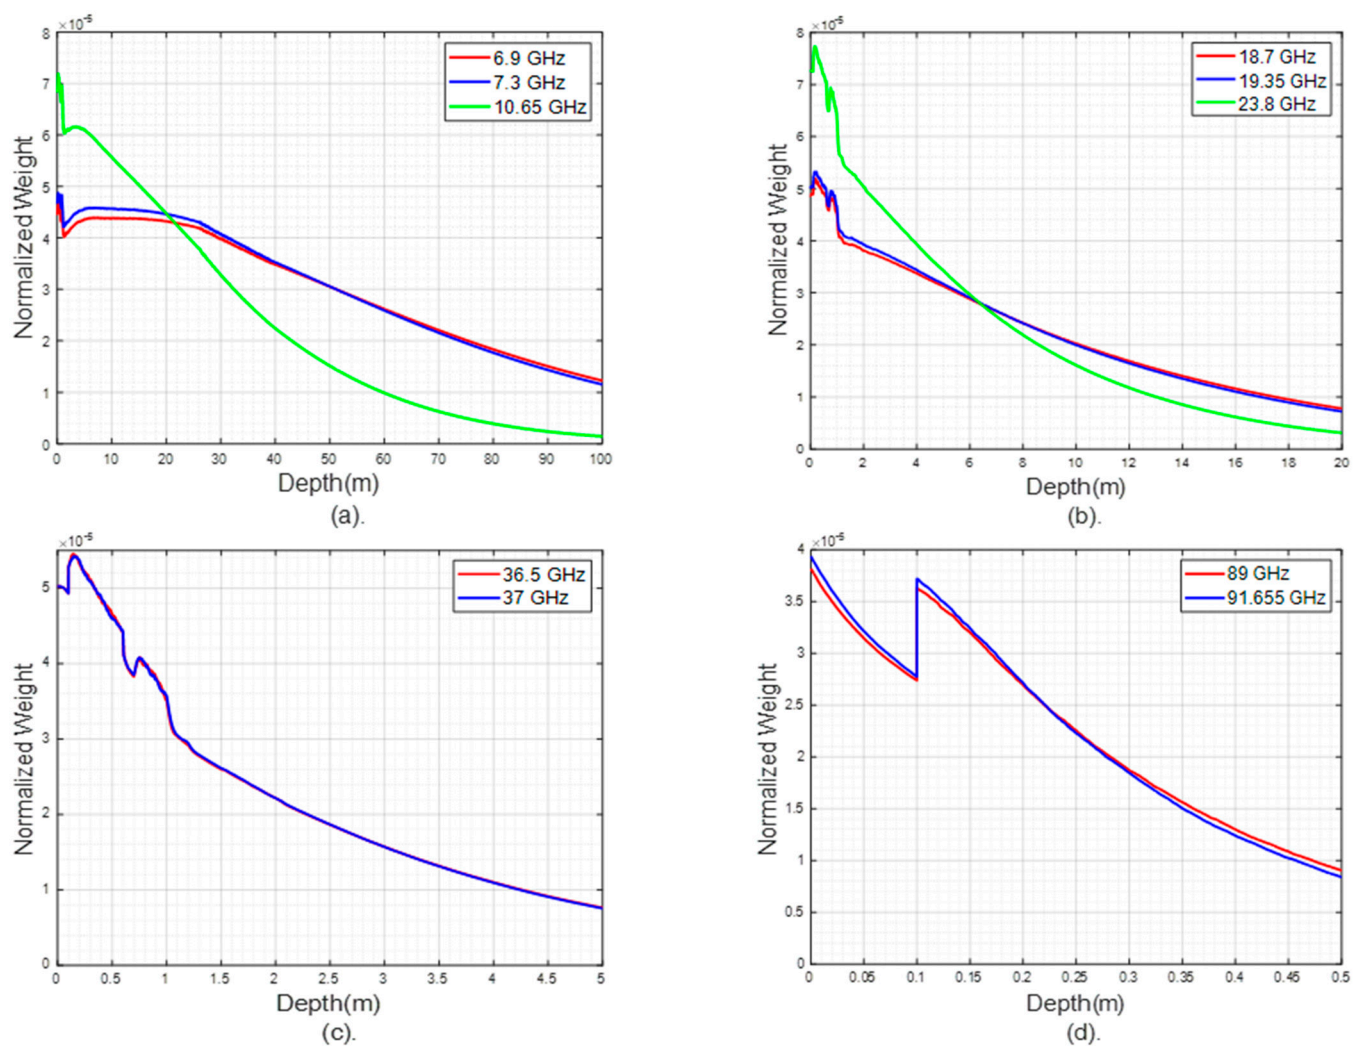 ×10⁻⁵
8
7
6
5
4
3
2
1
0
Normalized Weight
6.9 GHz
7.3 GHz
10.65 GHz
0 10 20 30 40 50 60 70 80 90 100
Depth(m)
(a).
×10⁻⁵
8
7
6
5
4
3
2
1
0
Normalized Weight
18.7 GHz
19.35 GHz
23.8 GHz
0 2 4 6 8 10 12 14 16 18 20
Depth(m)
(b).
×10⁻⁵
5
4
3
2
1
0
Normalized Weight
36.5 GHz
37 GHz
0 0.5 1 1.5 2 2.5 3 3.5 4 4.5 5
Depth(m)
(c).
×10⁻⁵
4
3.5
3
2.5
2
1.5
1
0.5
0
Normalized Weight
89 GHz
91.655 GHz
0 0.05 0.1 0.15 0.2 0.25 0.3 0.35 0.4 0.45 0.5
Depth(m)
(d).